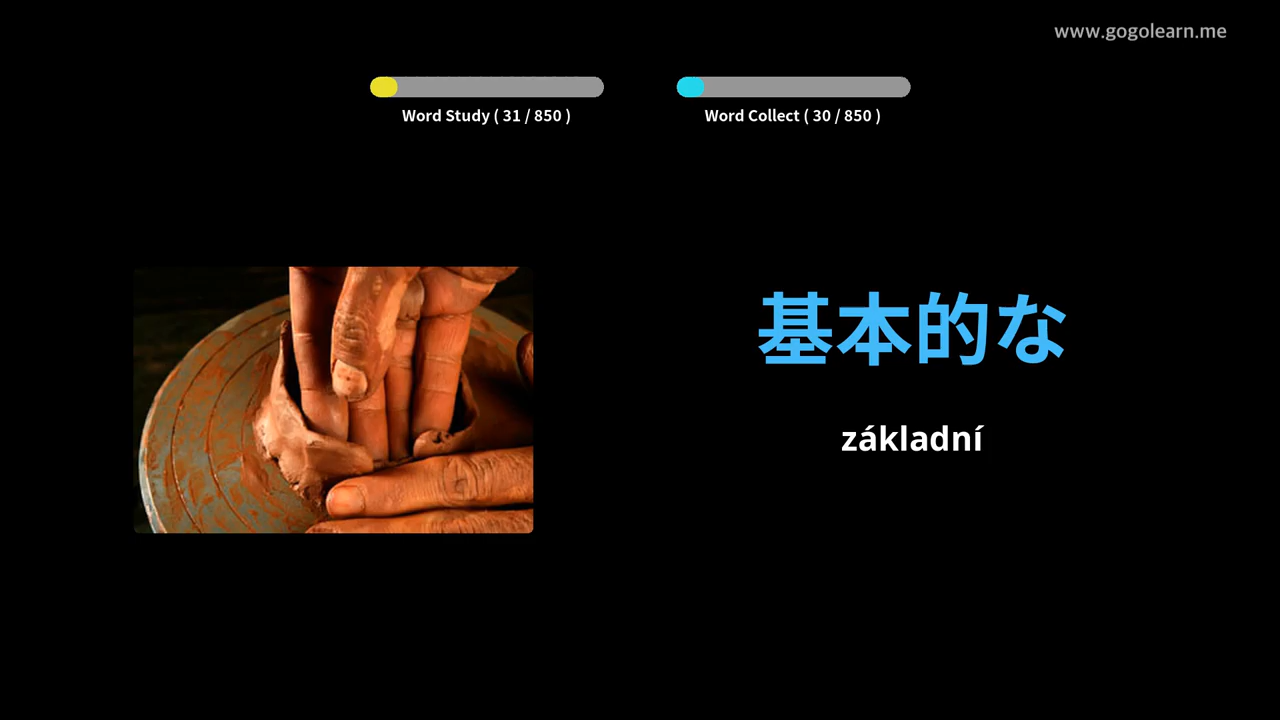 www.gogolearn.me
Word Study ( 31 / 850 )
Word Collect ( 30 / 850 )
基本的な
základní